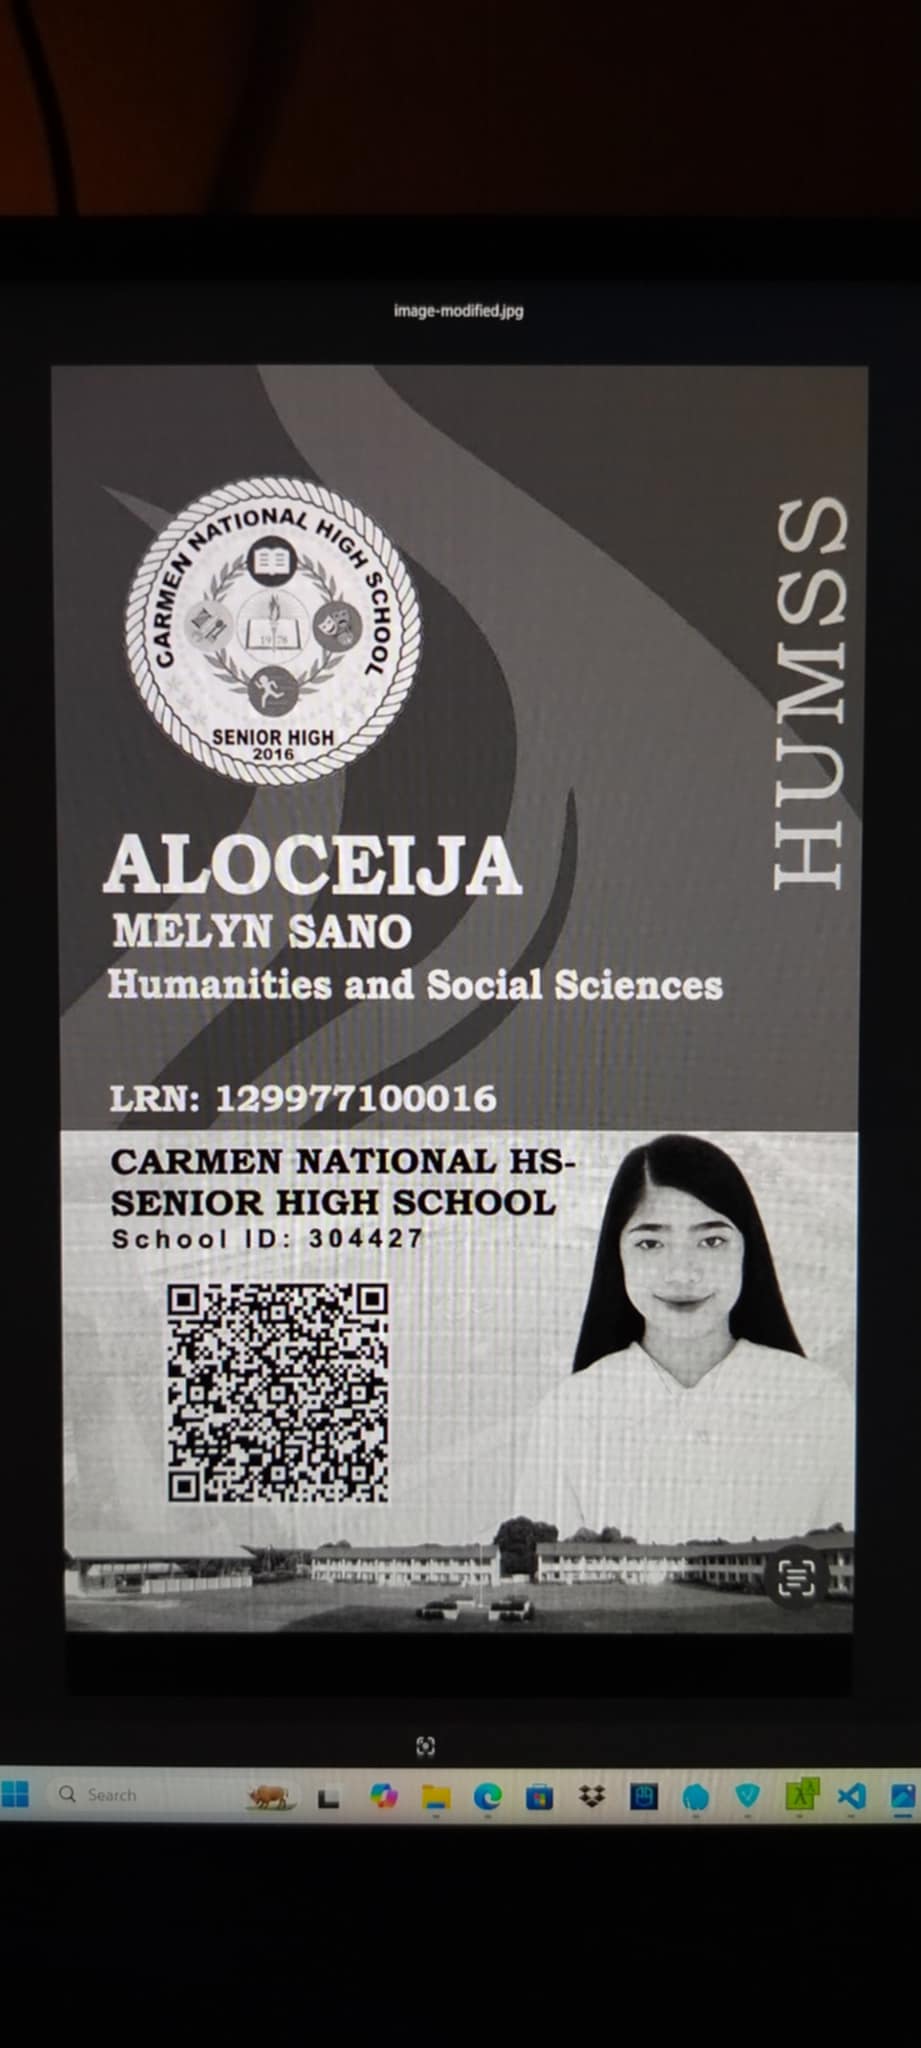 image-modified.jpg
CARMEN NATIONAL HIGH SCHOOL
1978
SENIOR HIGH
2016
HUMSS
ALOCEIJA
MELYN SANO
Humanities and Social Sciences
LRN: 129977100016
CARMEN NATIONAL HS-
SENIOR HIGH SCHOOL
School ID: 304427
Search